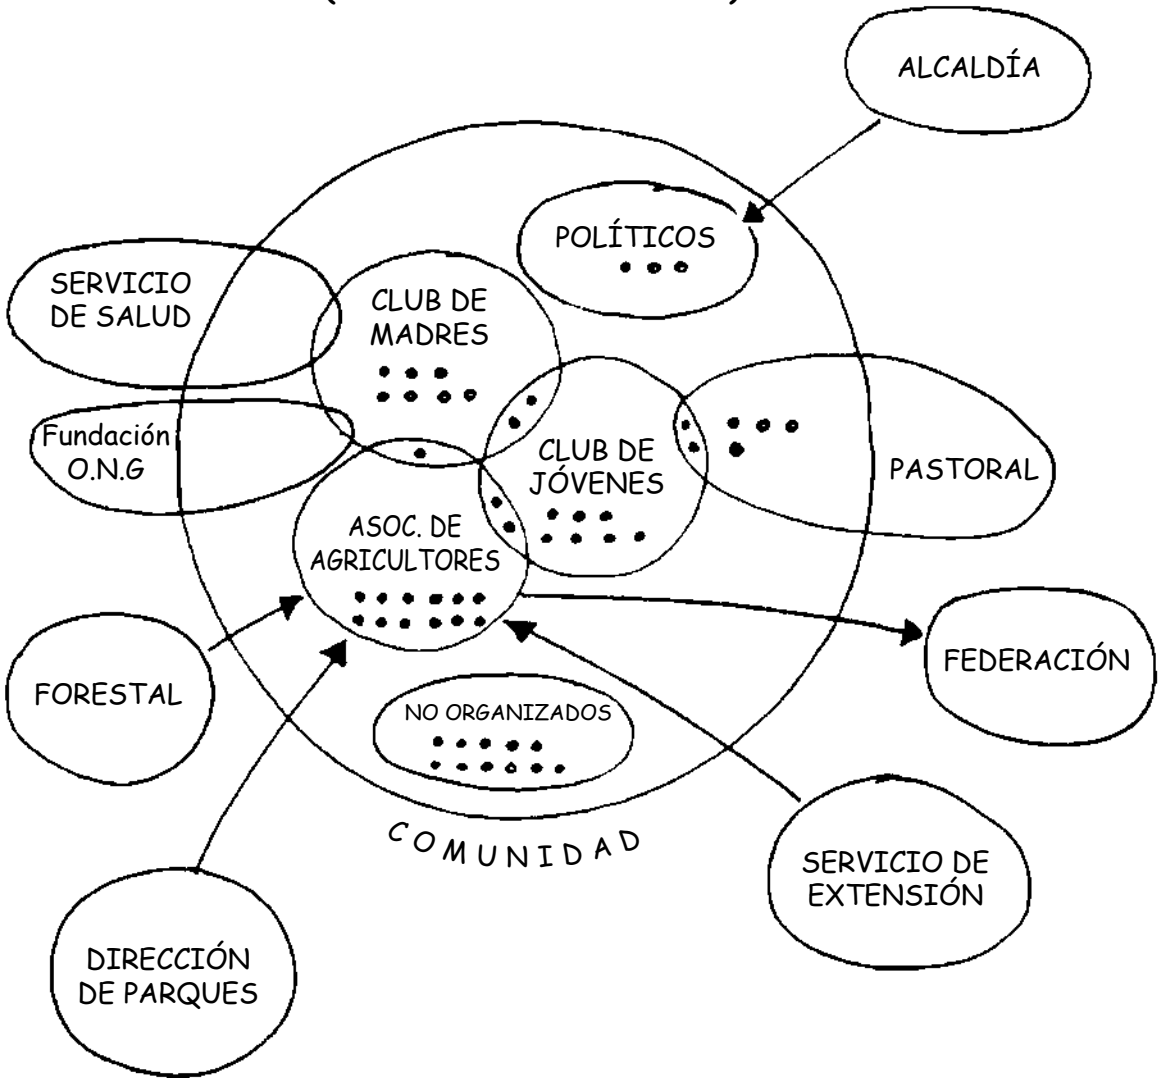 ALCALDÍA
POLÍTICOS
SERVICIO
DE SALUD
CLUB DE
MADRES
Fundación
O.N.G
CLUB DE
JÓVENES
PASTORAL
ASOC. DE
AGRICULTORES
FORESTAL
FEDERACIÓN
NO ORGANIZADOS
COMUNIDAD
SERVICIO DE
EXTENSIÓN
DIRECCIÓN
DE PARQUES